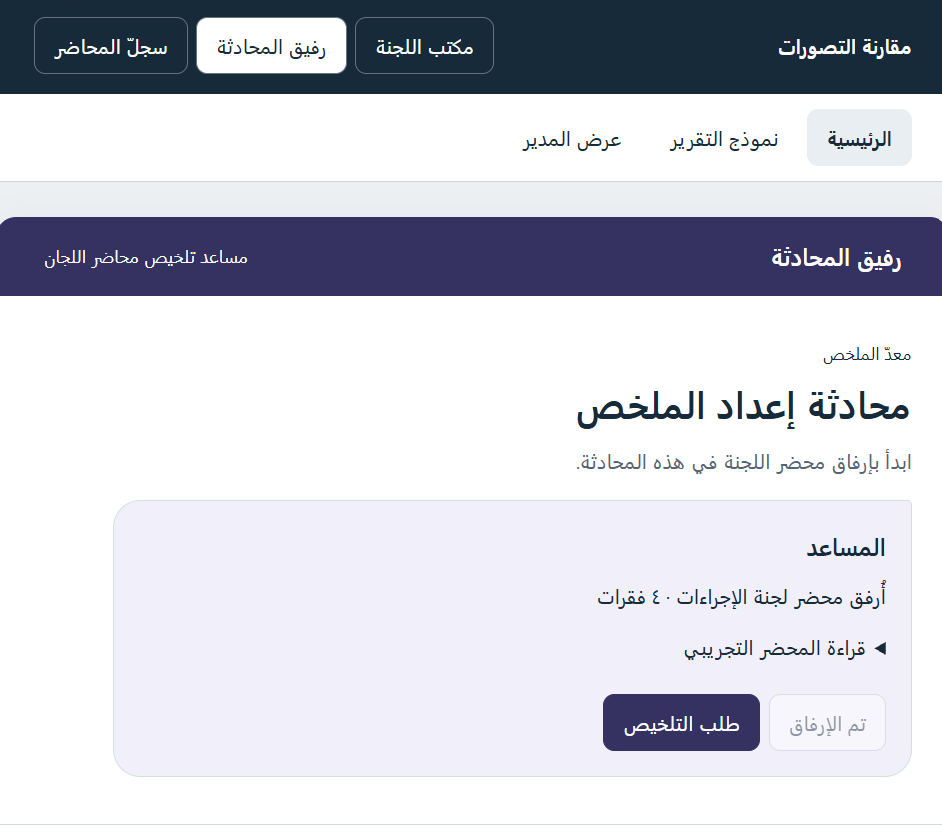 مقارنة التصورات
مكتب اللجنة
رفيق المحادثة
سجلّ المحاضر
الرئيسية
نموذج التقرير
عرض المدير
رفيق المحادثة
مساعد تلخيص محاضر اللجان
معدّ الملخص
محادثة إعداد الملخص
ابدأ بإرفاق محضر اللجنة في هذه المحادثة.
المساعد
أُرفق محضر لجنة الإجراءات · ٤ فقرات
◀ قراءة المحضر التجريبي
تم الإرفاق
طلب التلخيص